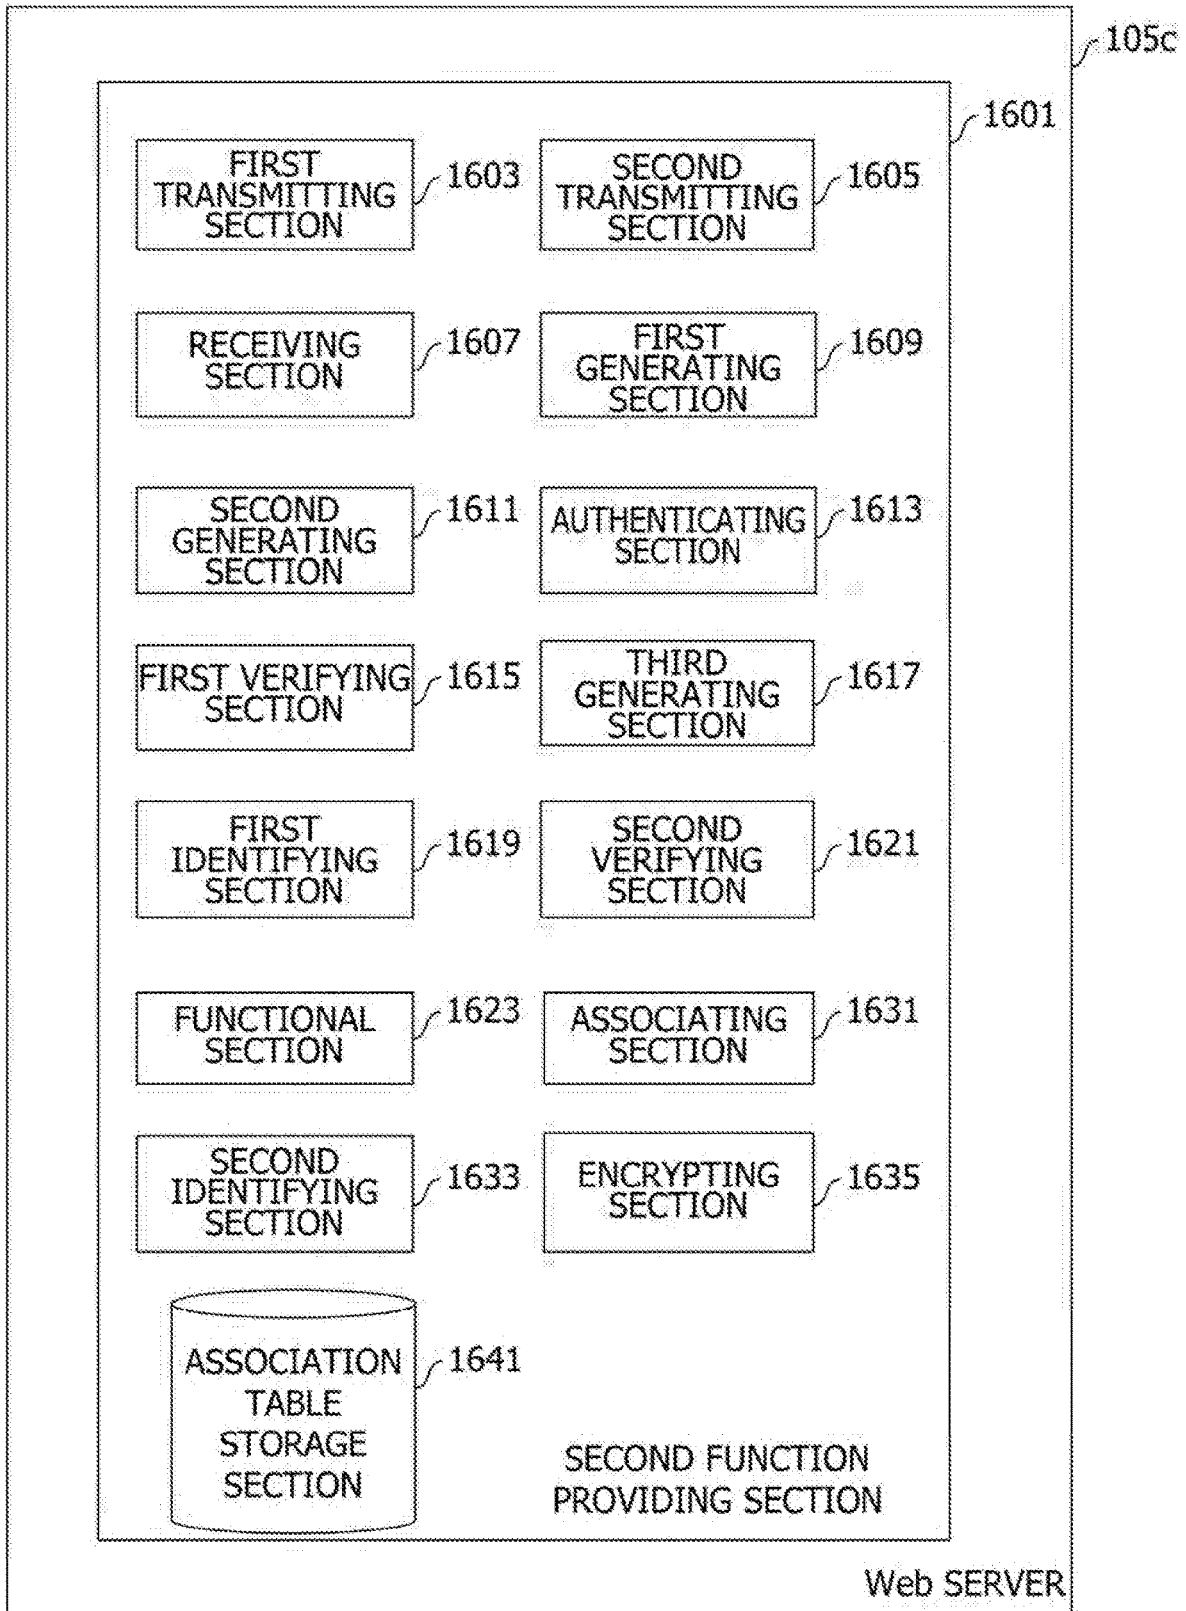 105c
1601
FIRST
TRANSMITTING
SECTION
1603
SECOND
TRANSMITTING
SECTION
1605
RECEIVING
SECTION
1607
FIRST
GENERATING
SECTION
1609
SECOND
GENERATING
SECTION
1611
AUTHENTICATING
SECTION
1613
FIRST VERIFYING
SECTION
1615
THIRD
GENERATING
SECTION
1617
FIRST
IDENTIFYING
SECTION
1619
SECOND
VERIFYING
SECTION
1621
FUNCTIONAL
SECTION
1623
ASSOCIATING
SECTION
1631
SECOND
IDENTIFYING
SECTION
1633
ENCRYPTING
SECTION
1635
ASSOCIATION
TABLE
STORAGE
SECTION
1641
SECOND FUNCTION
PROVIDING SECTION
Web SERVER